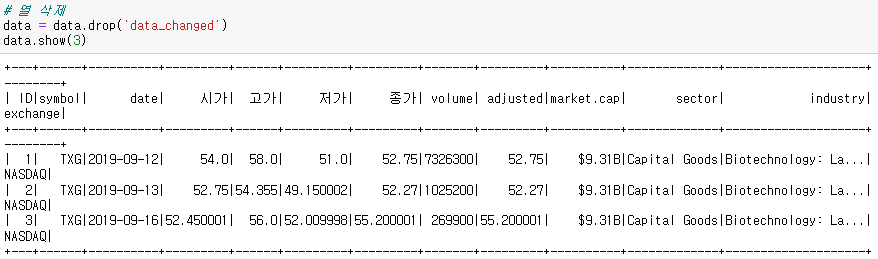 # 열 삭제
data = data.drop('data_changed')
data.show(3)
+---+------+----------+---------+------+---------+---------+-------+---------+----------+-------------+--------------------+
--------+
| ID|symbol|      date|     시가|  고가|     저가|     종가| volume| adjusted|market.cap|       sector|            industry|
exchange|
+---+------+----------+---------+------+---------+---------+-------+---------+----------+-------------+--------------------+
--------+
|  1|   TXG|2019-09-12|     54.0|  58.0|     51.0|    52.75|7326300|    52.75|    $9.31B|Capital Goods|Biotechnology: La...|
NASDAQ|
|  2|   TXG|2019-09-13|    52.75|54.355|49.150002|    52.27|1025200|    52.27|    $9.31B|Capital Goods|Biotechnology: La...|
NASDAQ|
|  3|   TXG|2019-09-16|52.450001|  56.0|52.009998|55.200001| 269900|55.200001|    $9.31B|Capital Goods|Biotechnology: La...|
NASDAQ|
+---+------+----------+---------+------+---------+---------+-------+---------+----------+-------------+--------------------+